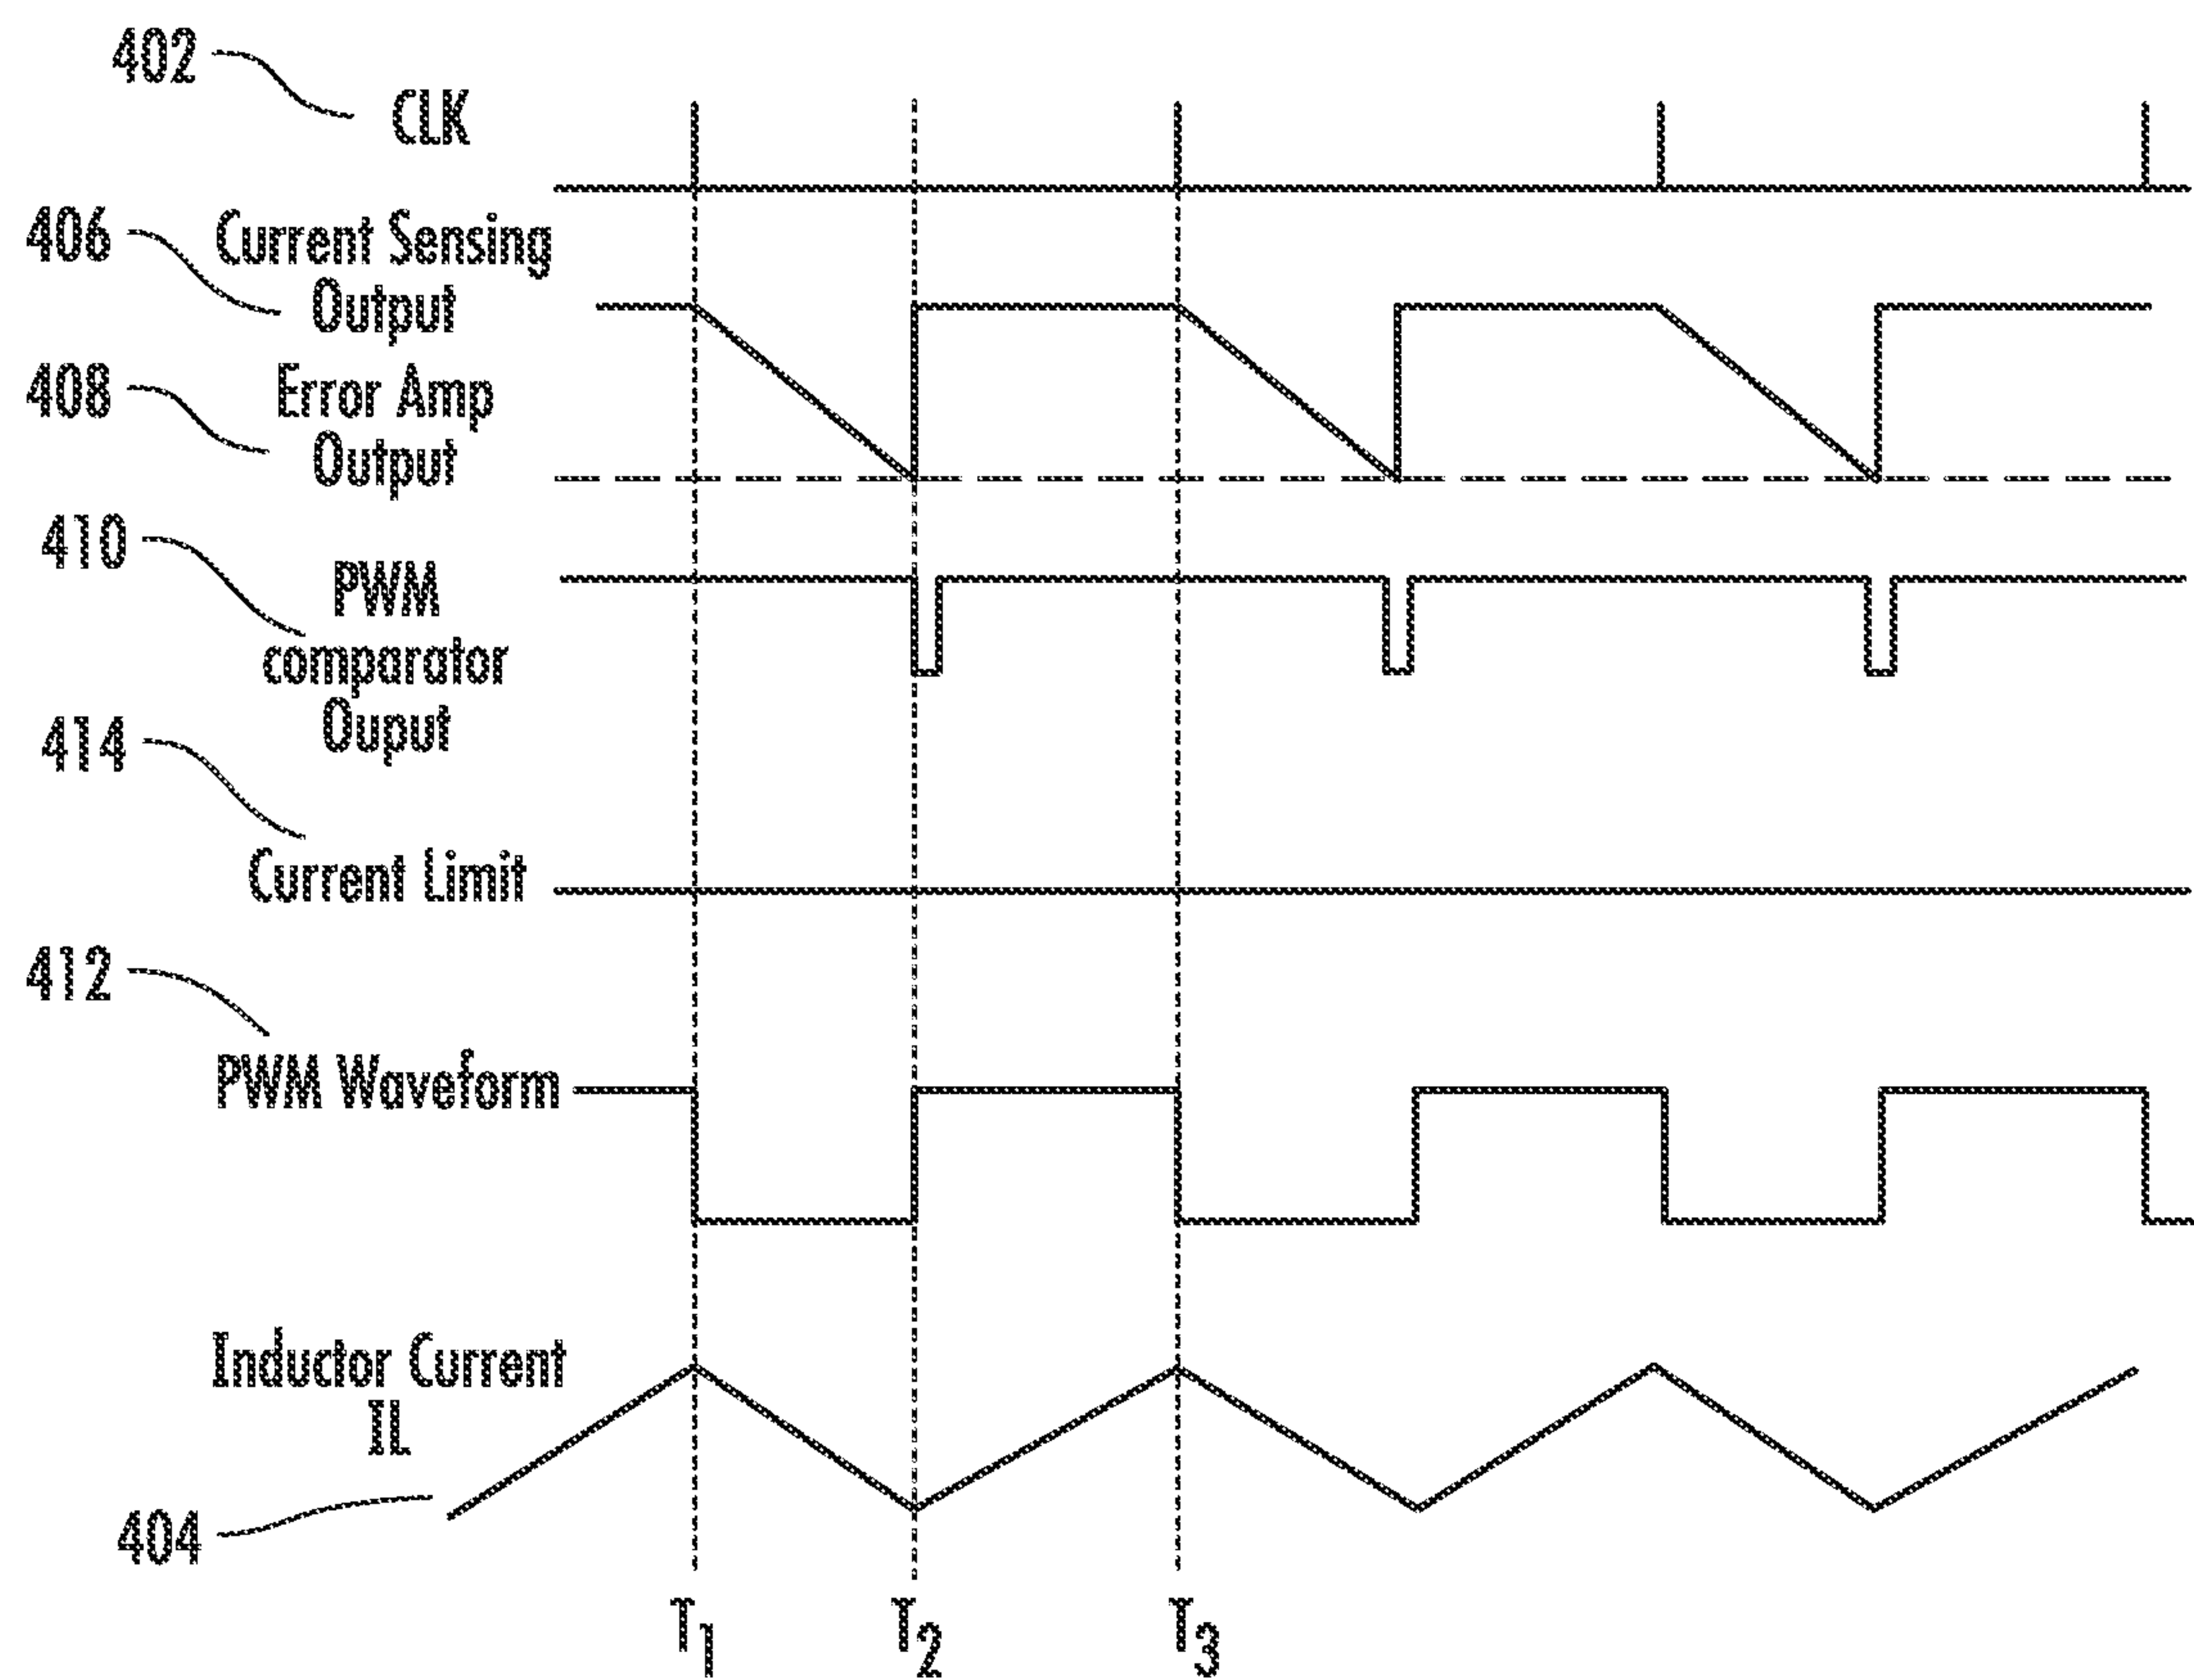 402
CLK
406
Current Sensing
Output
408
Error Amp
Output
410
PWM
comparator
Ouput
414
Current Limit
412
PWM Waveform
Inductor Current
IL
404
T1
T2
T3